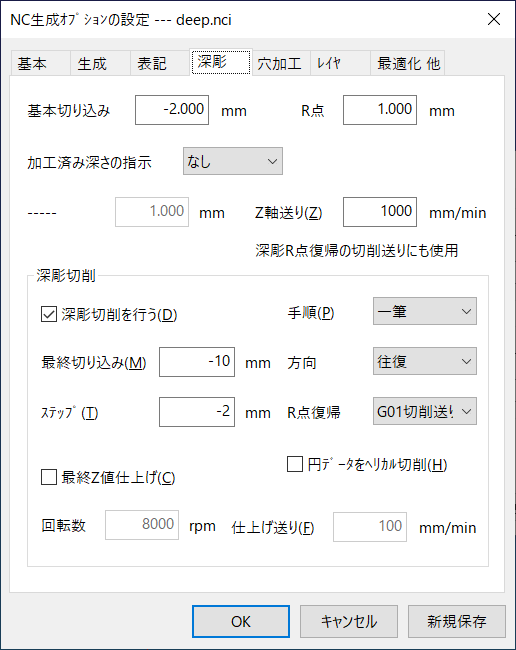 NC生成ｵﾌﾟｼｮﾝの設定 --- deep.nci
基本 生成 表記 深彫 穴加工 ﾚｲﾔ 最適化 他
基本切り込み -2.000 mm R点 1.000 mm
加工済み深さの指示 なし
----- 1.000 mm Z軸送り(Z) 1000 mm/min
深彫R点復帰の切削送りにも使用
深彫切削
深彫切削を行う(D) 手順(P) 一筆
最終切り込み(M) -10 mm 方向 往復
ｽﾃｯﾌﾟ(T) -2 mm R点復帰 G01切削送り
円ﾃﾞｰﾀをﾍﾘｶﾙ切削(H)
最終Z値仕上げ(C)
回転数 8000 rpm 仕上げ送り(F) 100 mm/min
OK キャンセル 新規保存